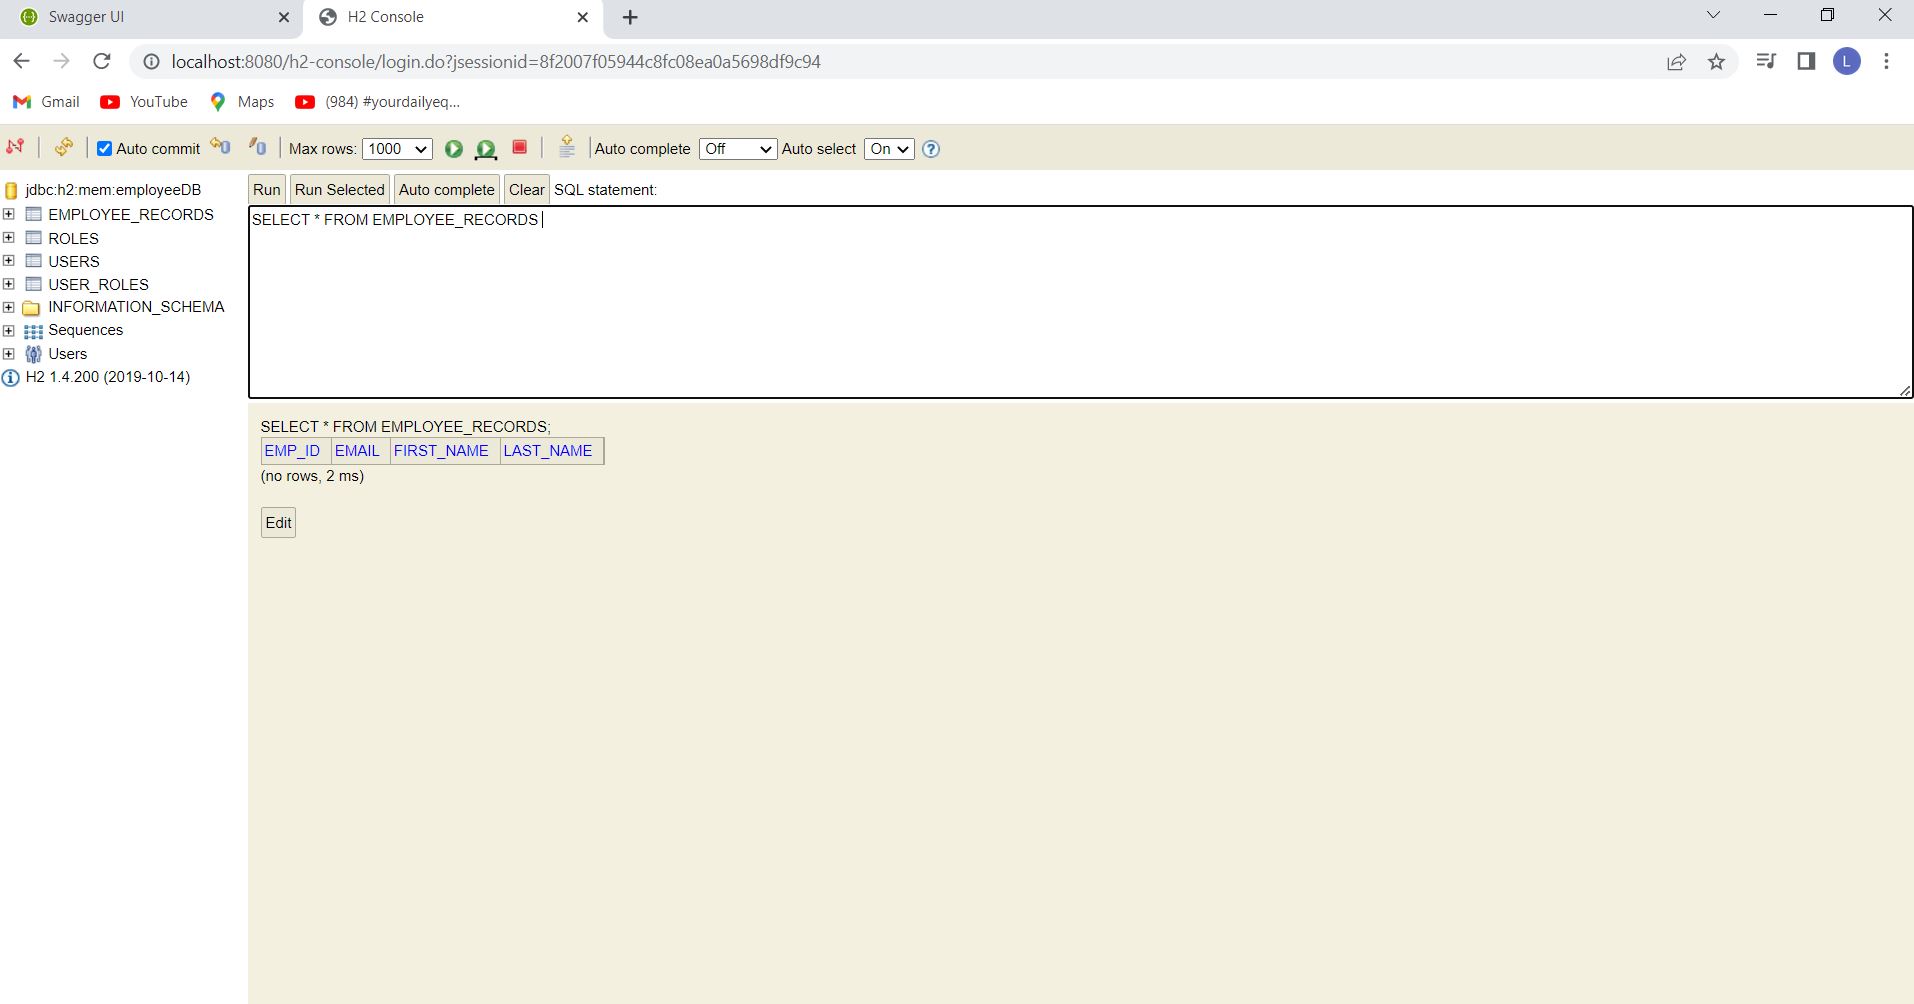 Swagger UI
H2 Console
localhost:8080/h2-console/login.do?jsessionid=8f2007f05944c8fc08ea0a5698df9c94
L
Gmail YouTube Maps (984) #yourdailyeq...
Auto commit Max rows: 1000 Auto complete Off Auto select On ?
jdbc:h2:mem:employeeDB
EMPLOYEE_RECORDS
ROLES
USERS
USER_ROLES
INFORMATION_SCHEMA
Sequences
Users
H2 1.4.200 (2019-10-14)
Run Run Selected Auto complete Clear SQL statement:
SELECT * FROM EMPLOYEE_RECORDS
SELECT * FROM EMPLOYEE_RECORDS;
EMP_ID EMAIL FIRST_NAME LAST_NAME
(no rows, 2 ms)
Edit